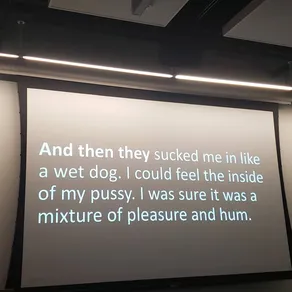 And then they sucked me in like
a wet dog. I could feel the inside
of my pussy. I was sure it was a
mixture of pleasure and hum.